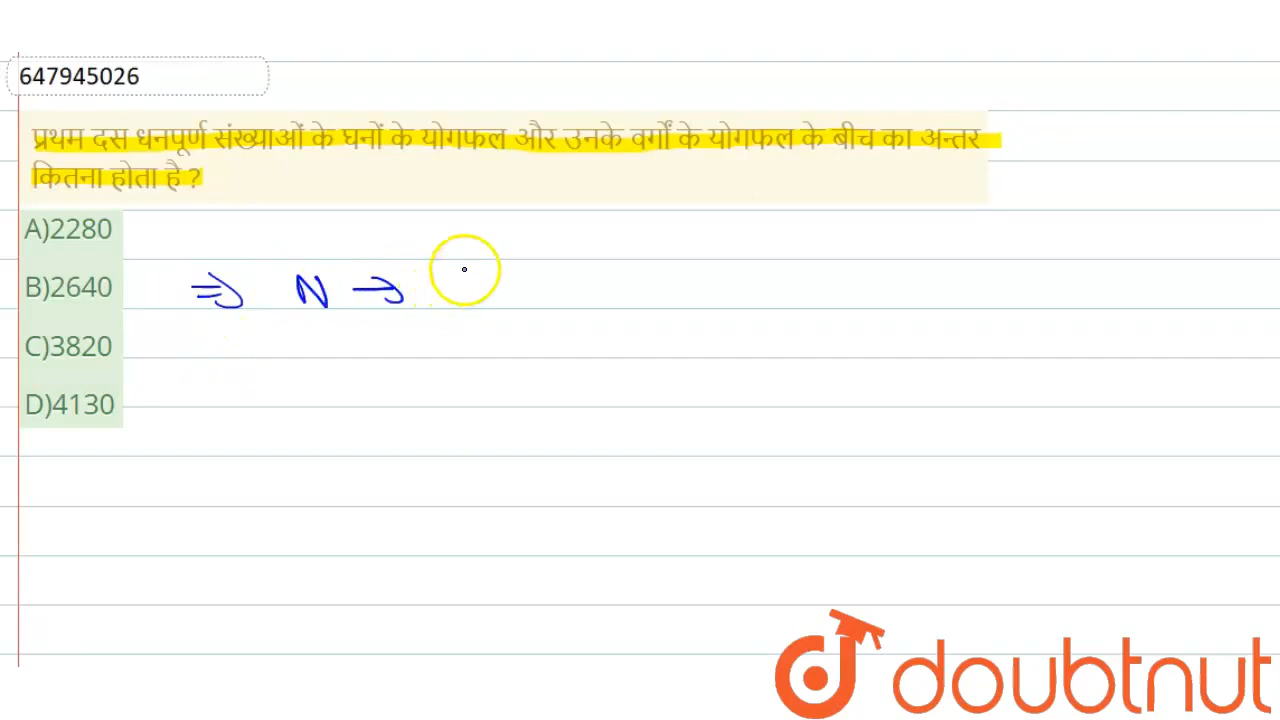 647945026
प्रथम दस धनपूर्ण संख्याओं के घनों के योगफल और उनके वर्गों के योगफल के बीच का अन्तर
कितना होता है ?
A)2280
B)2640
⇒ N →
C)3820
D)4130
doubtnut